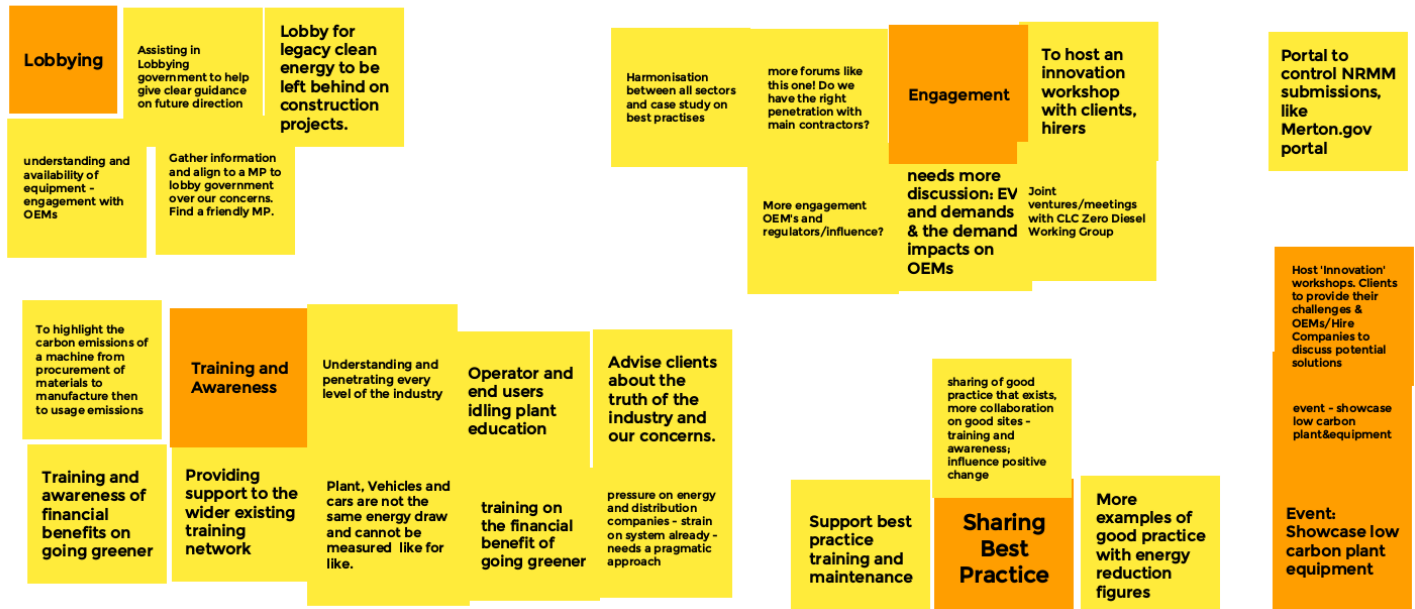 Lobbying
Assisting in
Lobbying
government to help
give clear guidance
on future direction
Lobby for
legacy clean
energy to be
left behind on
construction
projects.
understanding and
availability of
equipment -
engagement with
OEMs
Gather information
and align to a MP to
lobby government
over our concerns.
Find a friendly MP.
Harmonisation
between all sectors
and case study on
best practises
more forums like
this one! Do we
have the right
penetration with
main contractors?
Engagement
To host an
innovation
workshop
with clients,
hirers
More engagement
OEM's and
regulators/influence?
needs more
discussion: EV
and demands
& the demand
impacts on
OEMs
Joint
ventures/meetings
with CLC Zero Diesel
Working Group
Portal to
control NRMM
submissions,
like
Merton.gov
portal
To highlight the
carbon emissions of
a machine from
procurement of
materials to
manufacture then
to usage emissions
Training and
Awareness
Understanding and
penetrating every
level of the industry
Operator and
end users
idling plant
education
Advise clients
about the
truth of the
industry and
our concerns.
Training and
awareness of
financial
benefits on
going greener
Providing
support to the
wider existing
training
network
Plant, Vehicles and
cars are not the
same energy draw
and cannot be
measured like for
like.
training on
the financial
benefit of
going greener
pressure on energy
and distribution
companies - strain
on system already -
needs a pragmatic
approach
sharing of good
practice that exists,
more collaboration
on good sites -
training and
awareness;
influence positive
change
Support best
practice
training and
maintenance
Sharing
Best
Practice
More
examples of
good practice
with energy
reduction
figures
Host 'Innovation'
workshops. Clients
to provide their
challenges &
OEMs/Hire
Companies to
discuss potential
solutions
event - showcase
low carbon
plant&equipment
Event:
Showcase low
carbon plant
equipment